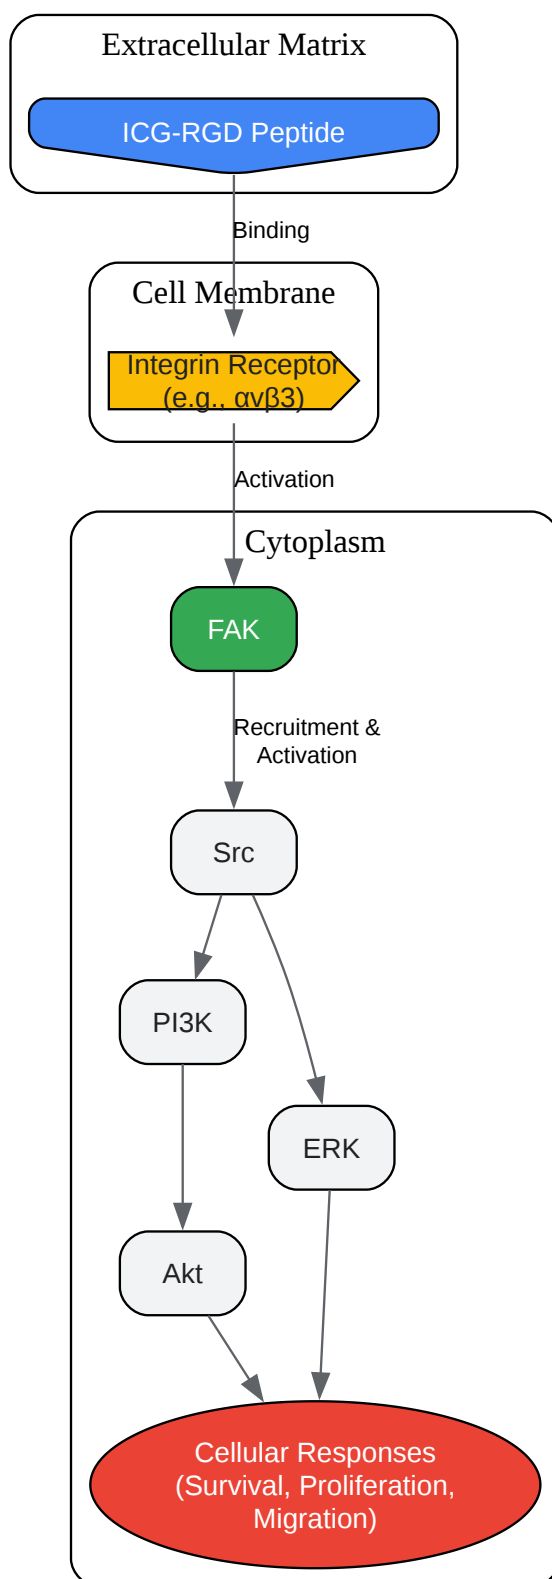 Extracellular Matrix
ICG-RGD Peptide
Binding
Cell Membrane
Integrin Receptor
(e.g., αvβ3)
Activation
Cytoplasm
FAK
Recruitment &
Activation
Src
PI3K
ERK
Akt
Cellular Responses
(Survival, Proliferation,
Migration)